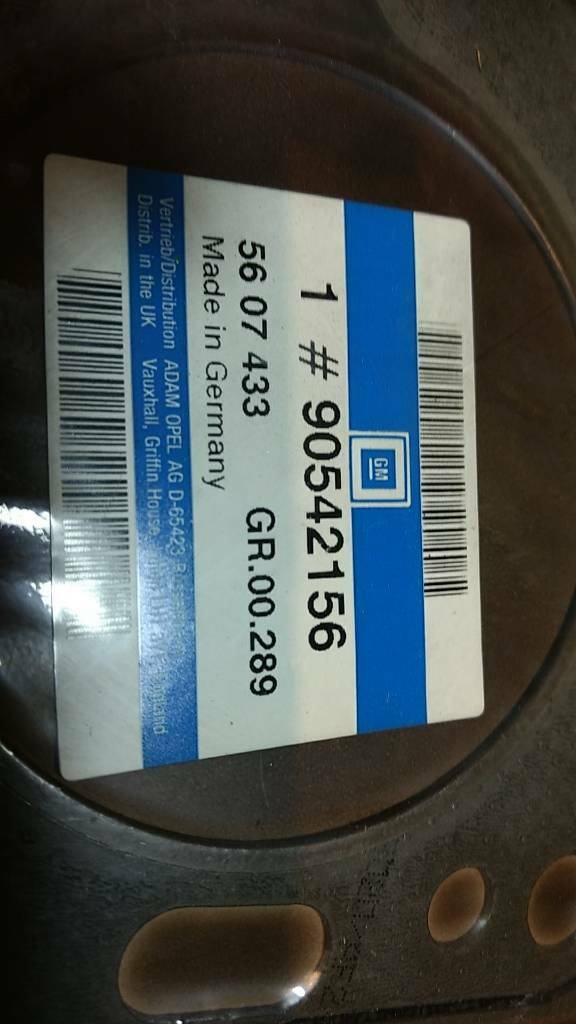 GM
1 # 90542156
56 07 433 GR.00.289
Made in Germany
Vertrieb/Distribution ADAM OPEL AG D-65423
Distrib. in the UK Vauxhall, Griffin House,